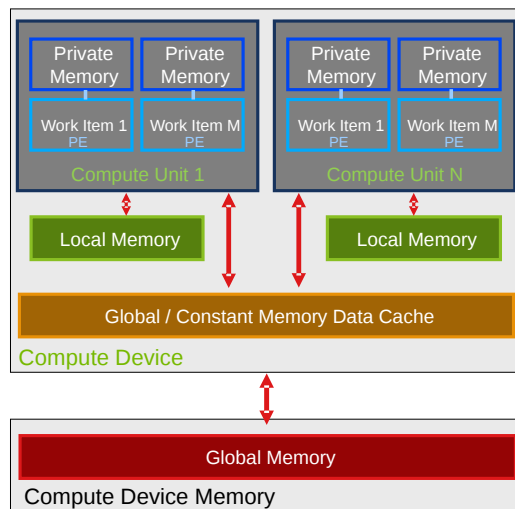 Private
Memory
Private
Memory
Work Item 1
PE
Work Item M
PE
Compute Unit 1
Private
Memory
Private
Memory
Work Item 1
PE
Work Item M
PE
Compute Unit N
Local Memory
Local Memory
Global / Constant Memory Data Cache
Compute Device
Global Memory
Compute Device Memory